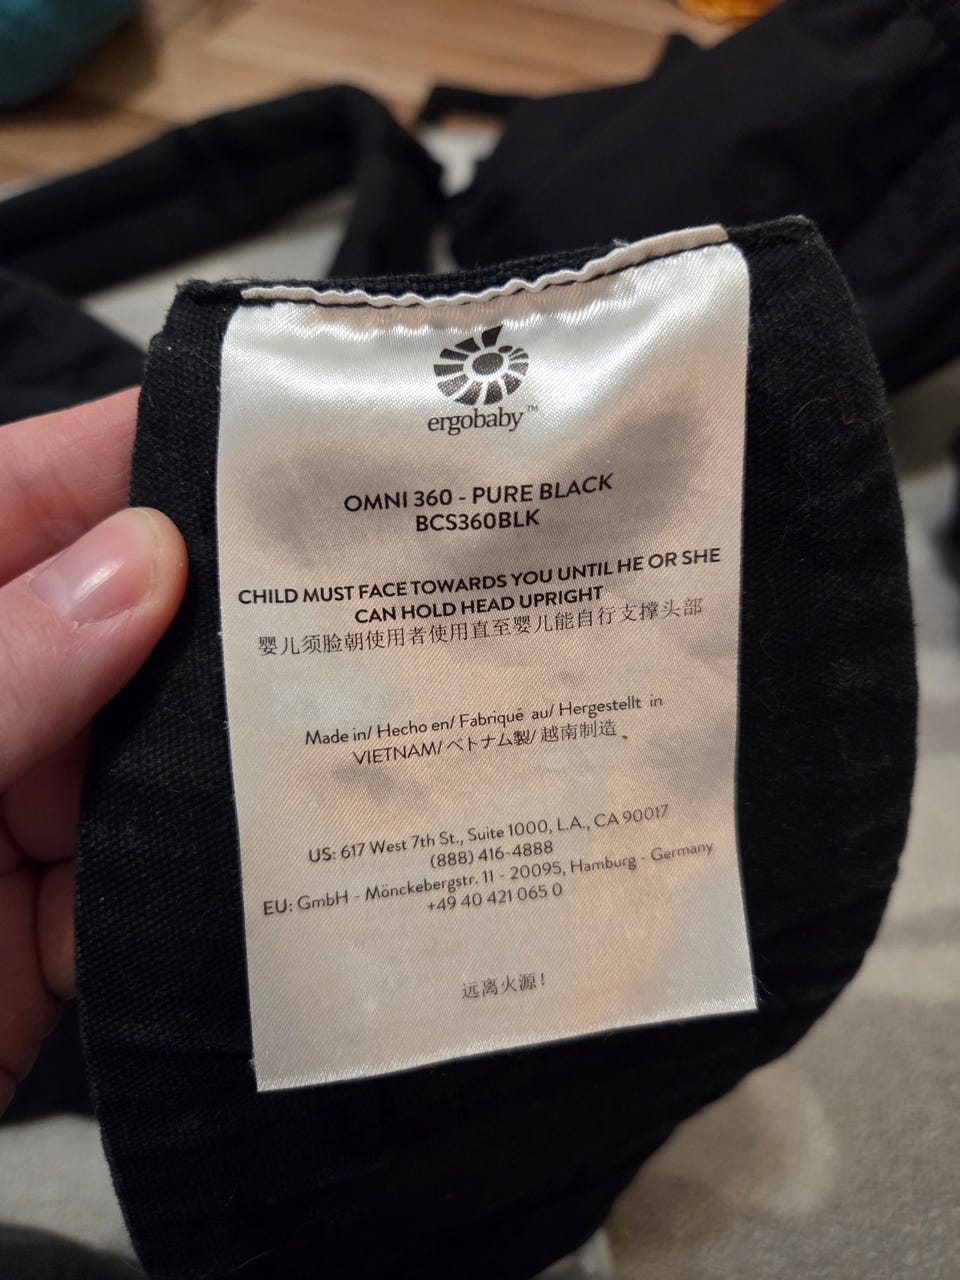 ergobaby™
OMNI 360 - PURE BLACK
BCS360BLK
CHILD MUST FACE TOWARDS YOU UNTIL HE OR SHE
CAN HOLD HEAD UPRIGHT
婴儿须脸朝使用者使用直至婴儿能自行支撑头部
Made in/ Hecho en/ Fabriqué au/ Hergestellt in
VIETNAM/ ベトナム製/ 越南制造 、
US: 617 West 7th St., Suite 1000, L.A., CA 90017
(888) 416-4888
EU: GmbH - Mönckebergstr. 11 - 20095, Hamburg - Germany
+49 40 421 065 0
远离火源!